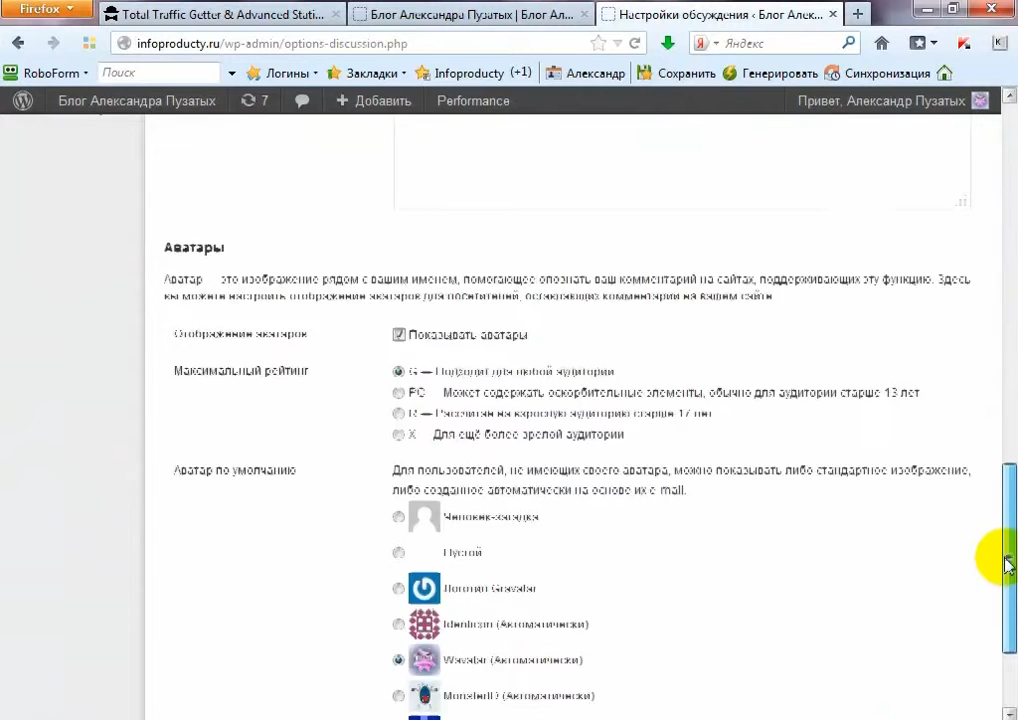 Firefox
Total Traffic Getter & Advanced Stati...
Блог Александра Пузатых | Блог Ал...
Настройки обсуждения ‹ Блог Алек...
infoproducty.ru/wp-admin/options-discussion.php
Я Яндекс
RoboForm
Поиск
Логины
Закладки
Infoproducty (+1)
Александр
Сохранить
Генерировать
Синхронизация
Блог Александра Пузатых
7
Добавить
Performance
Привет, Александр Пузатых
Аватары
Аватар — это изображение рядом с вашим именем, помогающее опознать ваш комментарий на сайтах, поддерживающих эту функцию. Здесь
вы можете настроить отображение аватаров для посетителей, оставляющих комментарии на вашем сайте
Отображение аватаров
Показывать аватары
Максимальный рейтинг
G — Подходит для любой аудитории
PG — Может содержать оскорбительные элементы, обычно для аудитории старше 13 лет
R — Рассчитан на взрослую аудиторию старше 17 лет
X — Для ещё более зрелой аудитории
Аватар по умолчанию
Для пользователей, не имеющих своего аватара, можно показывать либо стандартное изображение,
либо созданное автоматически на основе их e-mail.
Человек-загадка
Пустой
Логотип Gravatar
Identicon (Автоматически)
Wavatar (Автоматически)
MonsterID (Автоматически)